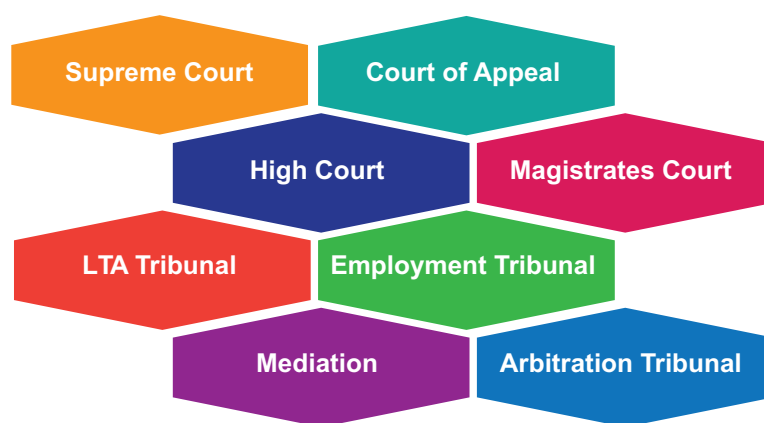 Supreme Court
Court of Appeal
High Court
Magistrates Court
LTA Tribunal
Employment Tribunal
Mediation
Arbitration Tribunal